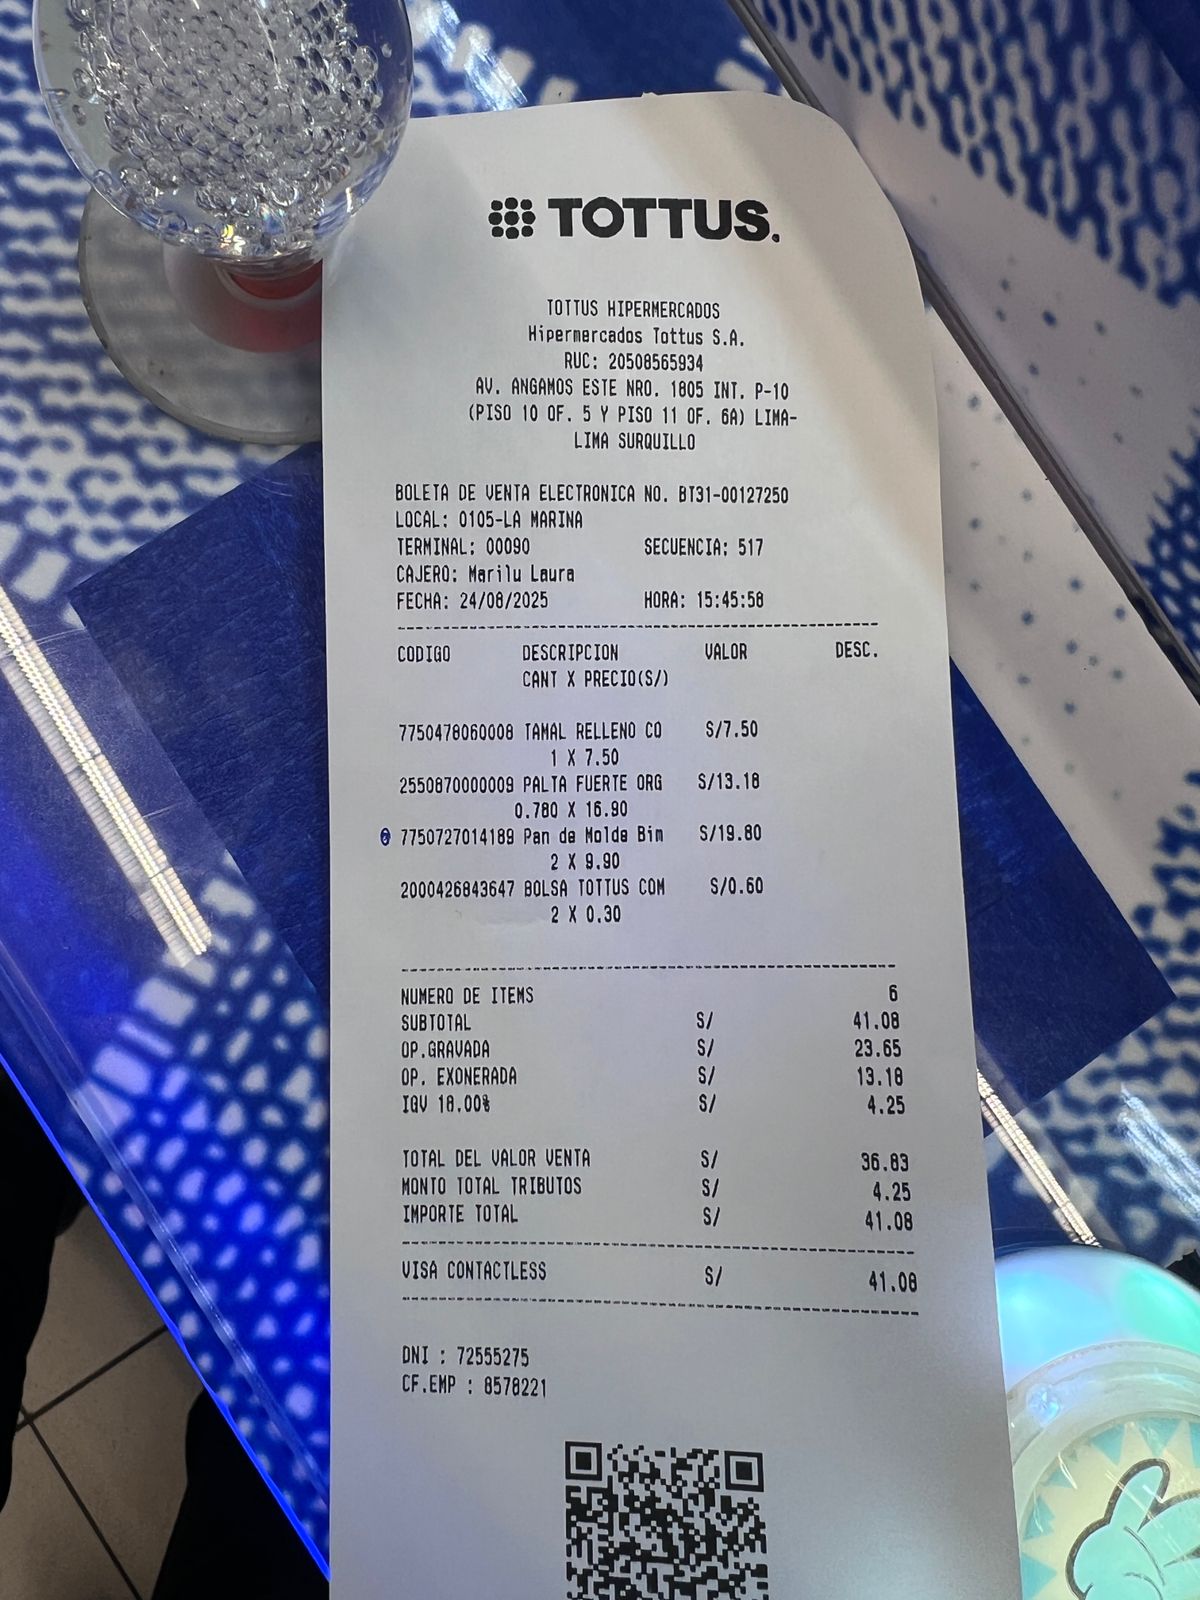 TOTTUS.
TOTTUS HIPERMERCADOS
Hipermercados Tottus S.A.
RUC: 20508565934
AV. ANGAMOS ESTE NRO. 1805 INT. P-10
(PISO 10 OF. 5 Y PISO 11 OF. 6A) LIMA-
LIMA SURQUILLO
BOLETA DE VENTA ELECTRONICA NO. BT31-00127250
LOCAL: 0105-LA MARINA
TERMINAL: 00090 SECUENCIA: 517
CAJERO: Marilu Laura
FECHA: 24/08/2025 HORA: 15:45:58
CODIGO DESCRIPCION VALOR DESC.
CANT X PRECIO(S/)
7750478060008 TAMAL RELLENO CO S/7.50
1 X 7.50
2550870000009 PALTA FUERTE ORG S/13.18
0.780 X 16.90
7750727014189 Pan de Molde Bim S/19.80
2 X 9.90
2000426843647 BOLSA TOTTUS COM S/0.60
2 X 0.30
NUMERO DE ITEMS 6
SUBTOTAL S/ 41.08
OP.GRAVADA S/ 23.65
OP. EXONERADA S/ 13.18
IGV 18.00% S/ 4.25
TOTAL DEL VALOR VENTA S/ 36.83
MONTO TOTAL TRIBUTOS S/ 4.25
IMPORTE TOTAL S/ 41.08
VISA CONTACTLESS S/ 41.08
DNI : 72555275
CF.EMP : 8578221